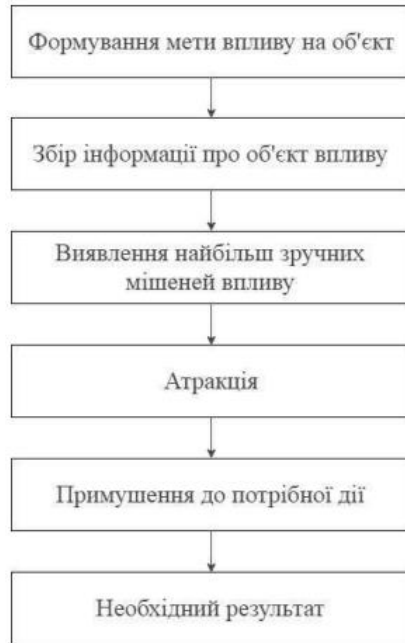 Формування мети впливу на об'єкт
Збір інформації про об'єкт впливу
Виявлення найбільш зручних
мішеней впливу
Атракція
Примушення до потрібної дії
Необхідний результат